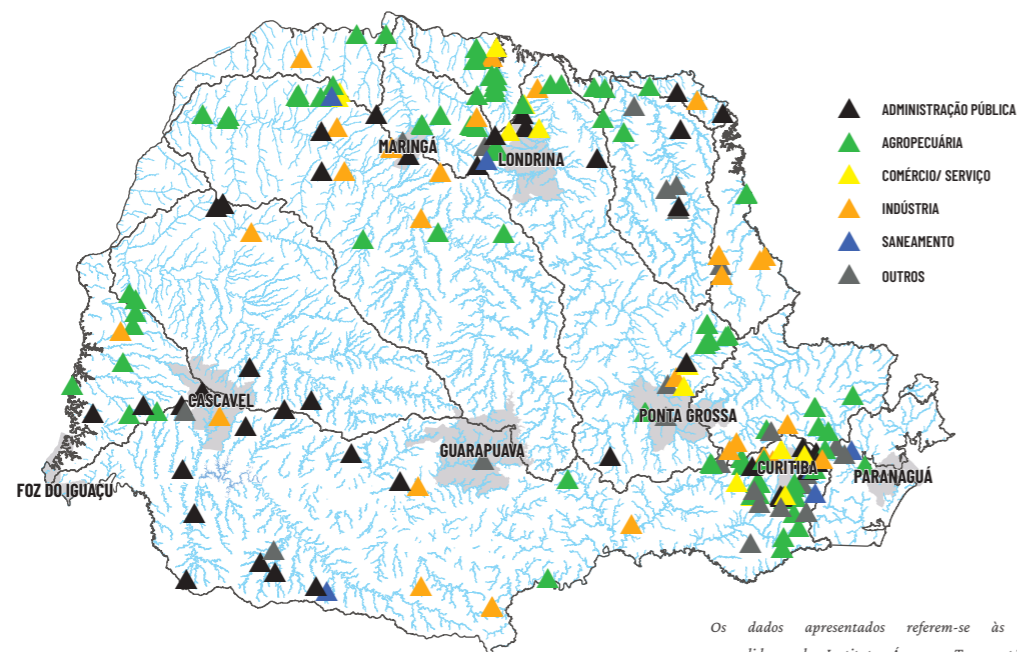 ADMINISTRAÇÃO PÚBLICA
AGROPECUÁRIA
COMÉRCIO/ SERVIÇO
INDÚSTRIA
SANEAMENTO
OUTROS
MARINGÁ
LONDRINA
CASCAVEL
PONTA GROSSA
GUARAPUAVA
CURITIBA
PARANAGUÁ
FOZ DO IGUAÇU
Os dados apresentados referem-se às